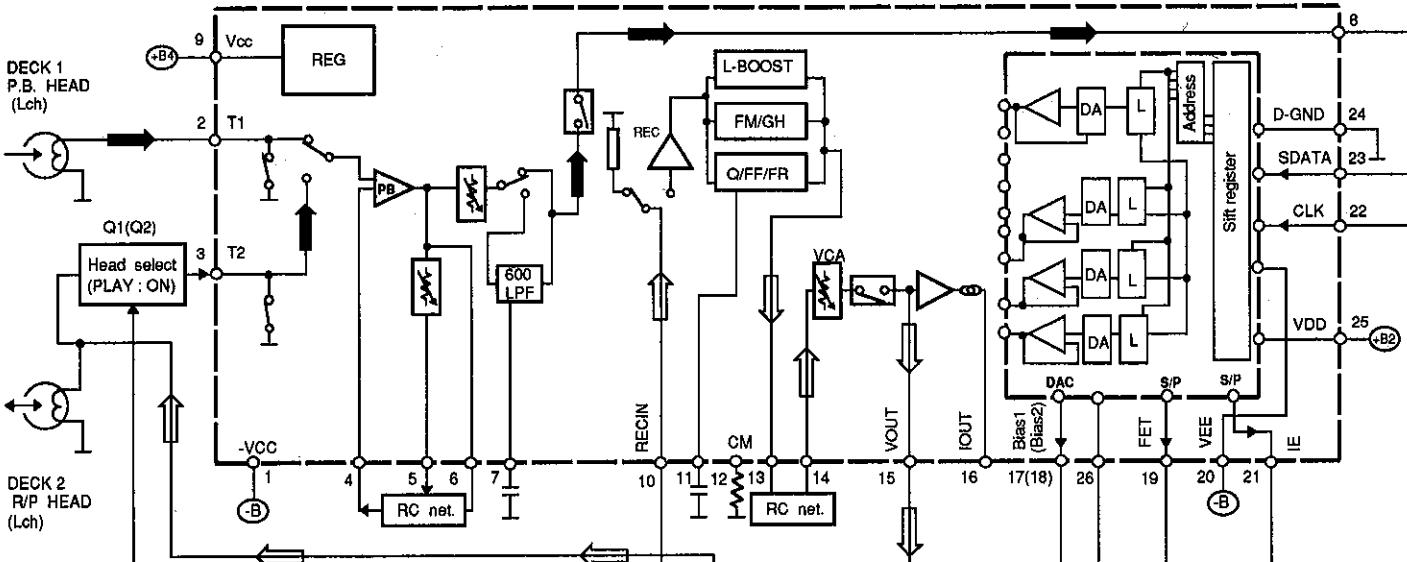 9 Vcc
+B4
REG
DECK 1
P.B. HEAD
(Lch)
2 T1
Q1(Q2)
Head select
(PLAY : ON)
3 T2
PB
600
LPF
REC
L-BOOST
FM/GH
Q/FF/FR
VCA
DA
L
DA
L
DA
L
DA
L
Address
Sift register
8
D-GND 24
SDATA 23
CLK 22
VDD 25
+B2
DAC
S/P
S/P
DECK 2
R/P HEAD
(Lch)
-VCC
1
-B
4
5
6
RC net.
7
RECIN
10
11
CM
12
13
14
RC net.
VOUT
15
IOUT
16
Bias1
(Bias2)
17(18)
26
FET
19
VEE
20
-B
IE
21